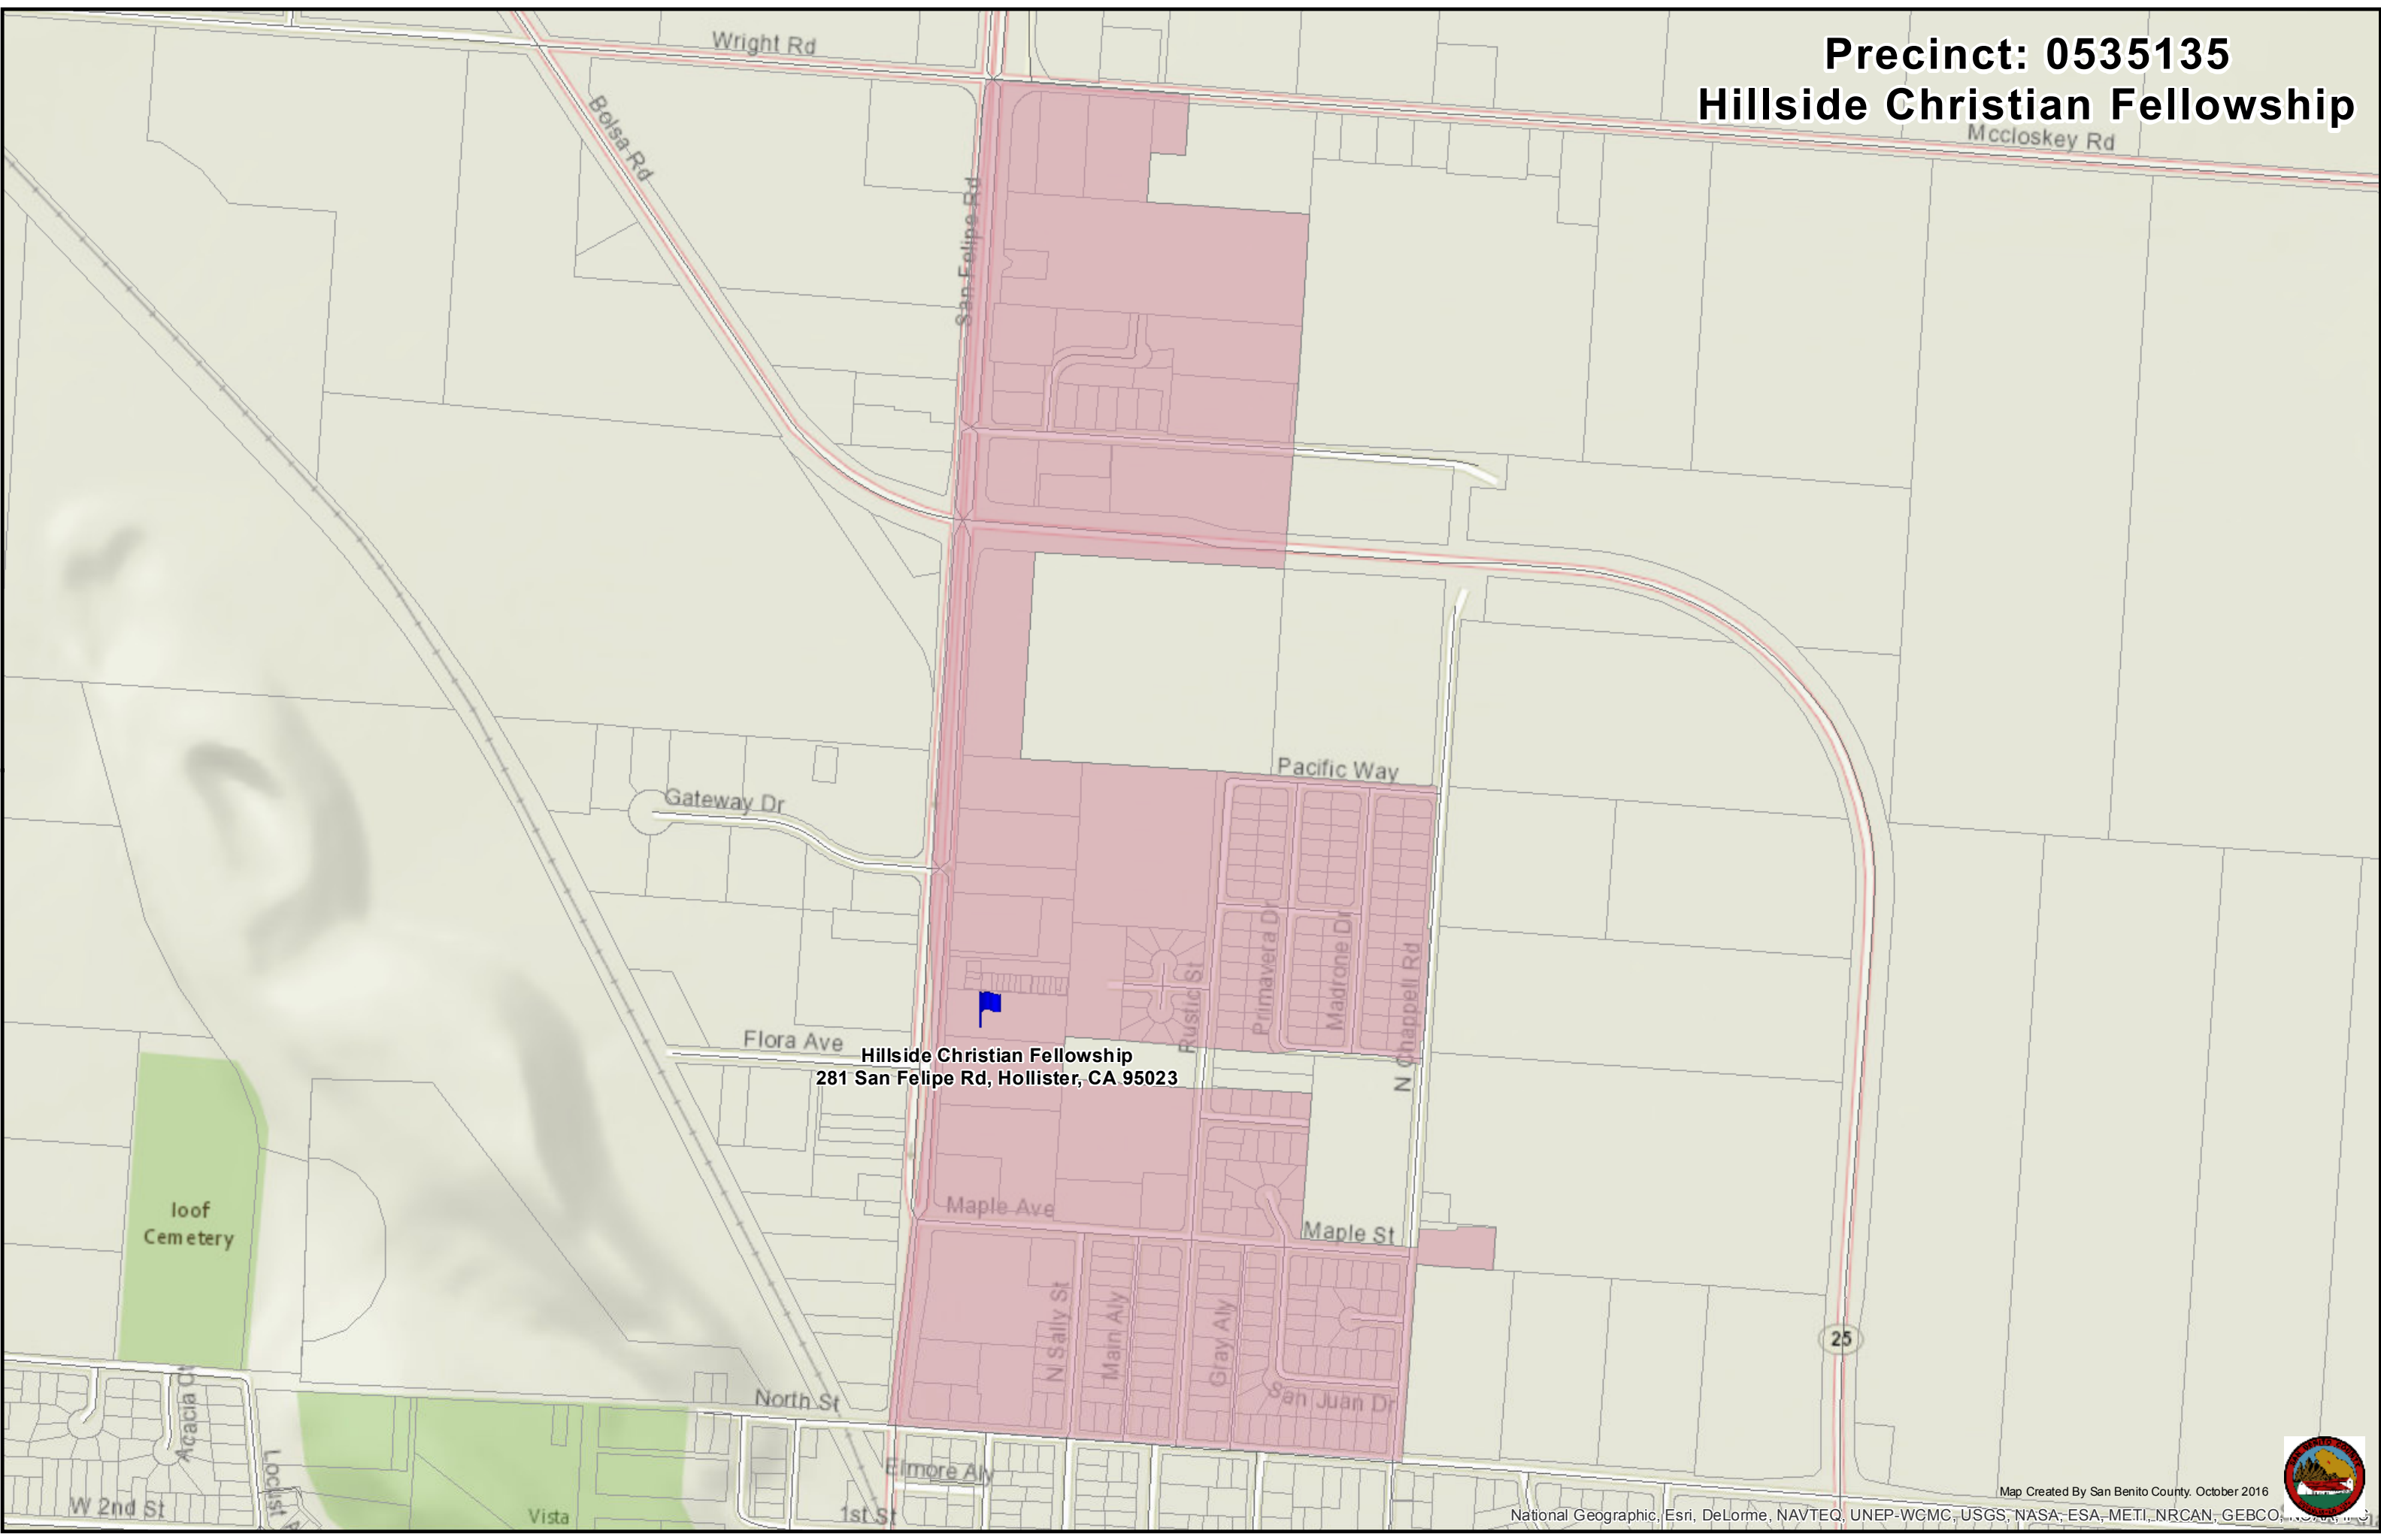 Precinct: 0535135
Hillside Christian Fellowship
Wright Rd
Mccloskey Rd
Bolsa Rd
San Felipe Rd
Pacific Way
Gateway Dr
Primavera Dr
Madrone Dr
N Chappell Rd
Rustic St
Flora Ave
Hillside Christian Fellowship
281 San Felipe Rd, Hollister, CA 95023
Maple Ave
Maple St
Ioof
Cemetery
N Sally St
Main Aly
Gray Aly
San Juan Dr
25
North St
Acacia Ct
Locust A
Elmore Aly
W 2nd St
Vista
1st St
Map Created By San Benito County. October 2016
National Geographic, Esri, DeLorme, NAVTEQ, UNEP-WCMC, USGS, NASA, ESA, METI, NRCAN, GEBCO,